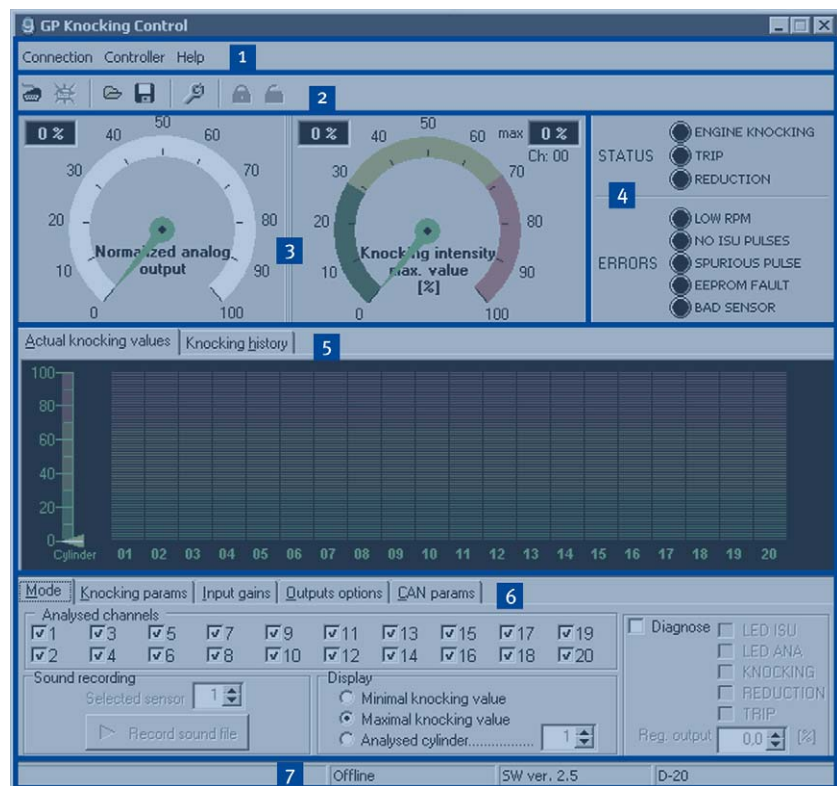 GP Knocking Control
Connection Controller Help 1
2
0 % 10 20 30 40 50 60 70 80 90 100
Normalized analog
output
3
0 % max 0 %
Ch: 00
0 10 20 30 40 50 60 70 80 90 100
Knocking intensity
max. value
[%]
STATUS
ENGINE KNOCKING
TRIP
REDUCTION
4
ERRORS
LOW RPM
NO ISU PULSES
SPURIOUS PULSE
EEPROM FAULT
BAD SENSOR
Actual knocking values Knocking history 5
100
80
60
40
20
0
Cylinder 01 02 03 04 05 06 07 08 09 10 11 12 13 14 15 16 17 18 19 20
Mode Knocking params Input gains Outputs options CAN params 6
Analysed channels
1 3 5 7 9 11 13 15 17 19
2 4 6 8 10 12 14 16 18 20
Sound recording
Selected sensor 1
Record sound file
Display
Minimal knocking value
Maximal knocking value
Analysed cylinder................. 1
Diagnose
LED ISU
LED ANA
KNOCKING
REDUCTION
TRIP
Reg. output 0,0 [%]
7 Offline SW ver. 2.5 D-20